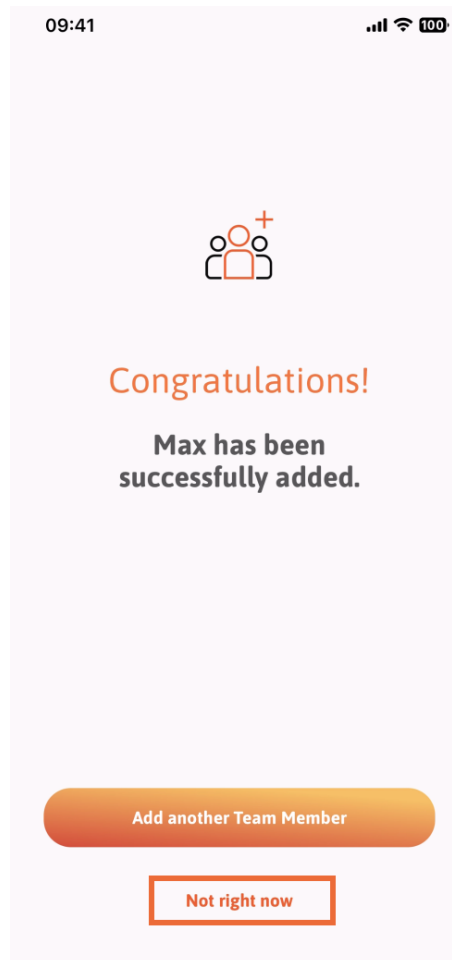 09:41
100
Congratulations!
Max has been
successfully added.
Add another Team Member
Not right now